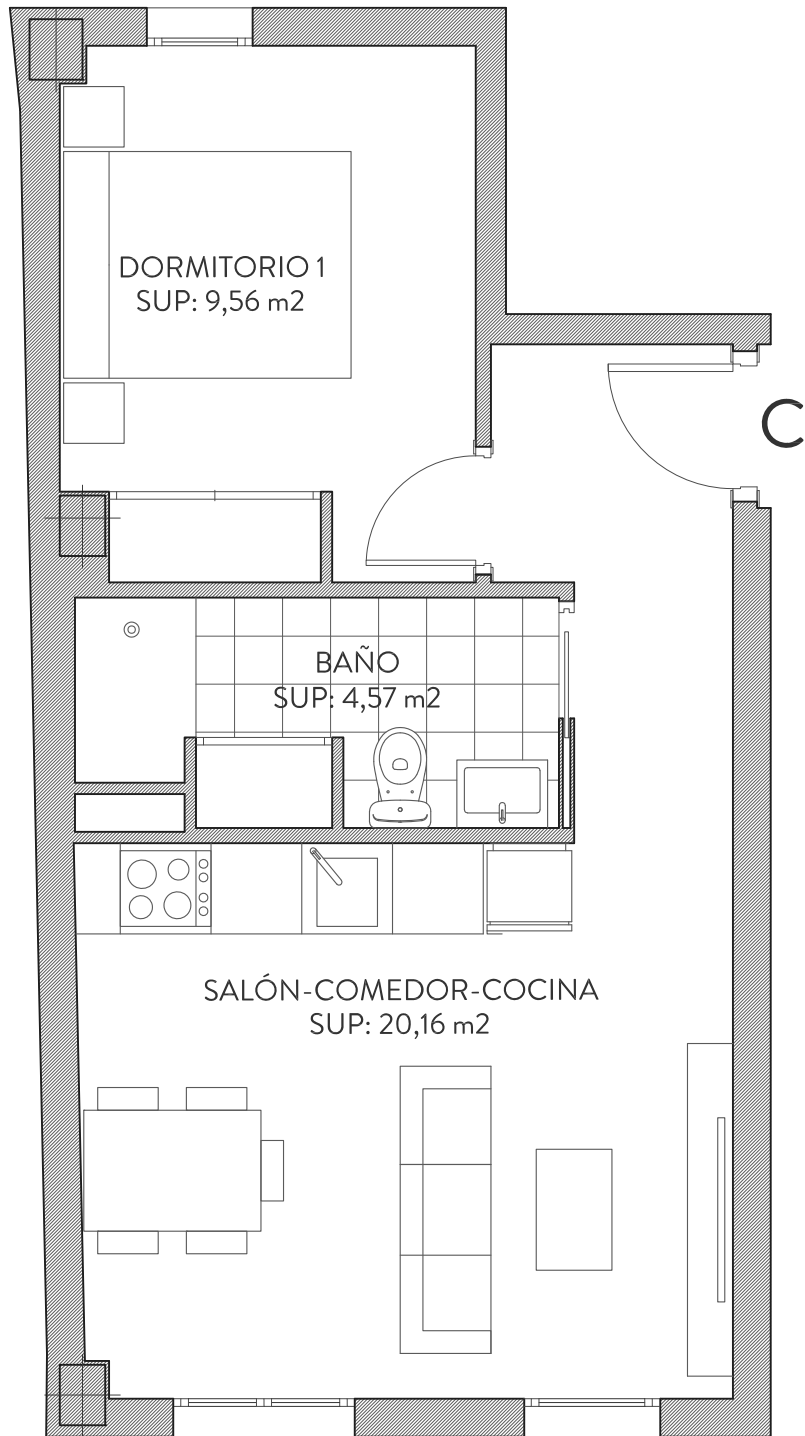 DORMITORIO 1
SUP: 9,56 m2
C
BAÑO
SUP: 4,57 m2
SALÓN-COMEDOR-COCINA
SUP: 20,16 m2